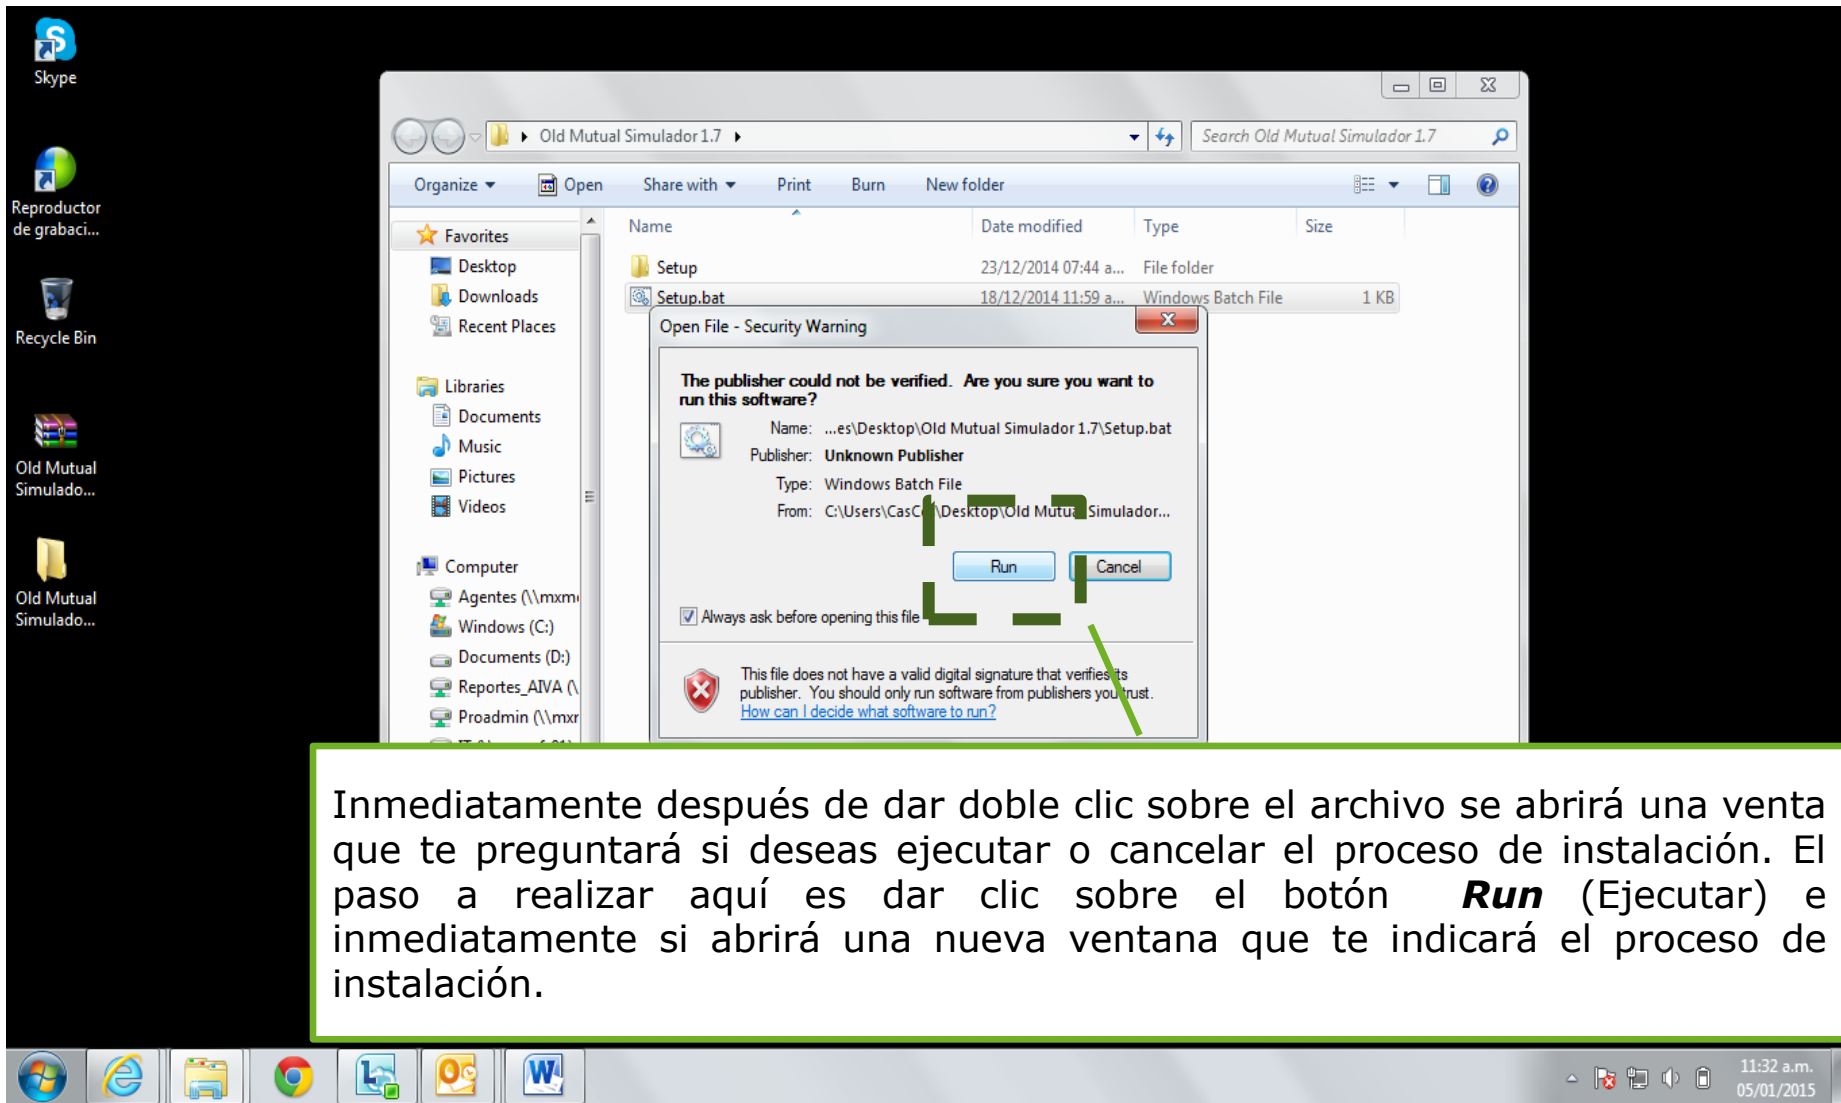 Skype
Reproductor
de grabaci...
Recycle Bin
Old Mutual
Simulado...
Old Mutual
Simulado...
Old Mutual Simulador 1.7
Search Old Mutual Simulador 1.7
Organize
Open
Share with
Print
Burn
New folder
Favorites
Desktop
Downloads
Recent Places
Libraries
Documents
Music
Pictures
Videos
Computer
Agentes (\\mxm
Windows (C:)
Documents (D:)
Reportes_AIVA (\
Proadmin (\\mxr
Name Date modified Type Size
Setup 23/12/2014 07:44 a... File folder
Setup.bat 18/12/2014 11:59 a... Windows Batch File 1 KB
Open File - Security Warning
The publisher could not be verified. Are you sure you want to
run this software?
Name: ...es\Desktop\Old Mutual Simulador 1.7\Setup.bat
Publisher: Unknown Publisher
Type: Windows Batch File
From: C:\Users\CasC \Desktop\Old Mutual Simulador...
Run Cancel
Always ask before opening this file
This file does not have a valid digital signature that verifies its
publisher. You should only run software from publishers you trust.
How can I decide what software to run?
Inmediatamente después de dar doble clic sobre el archivo se abrirá una venta
que te preguntará si deseas ejecutar o cancelar el proceso de instalación. El
paso a realizar aquí es dar clic sobre el botón Run (Ejecutar) e
inmediatamente si abrirá una nueva ventana que te indicará el proceso de
instalación.
11:32 a.m.
05/01/2015